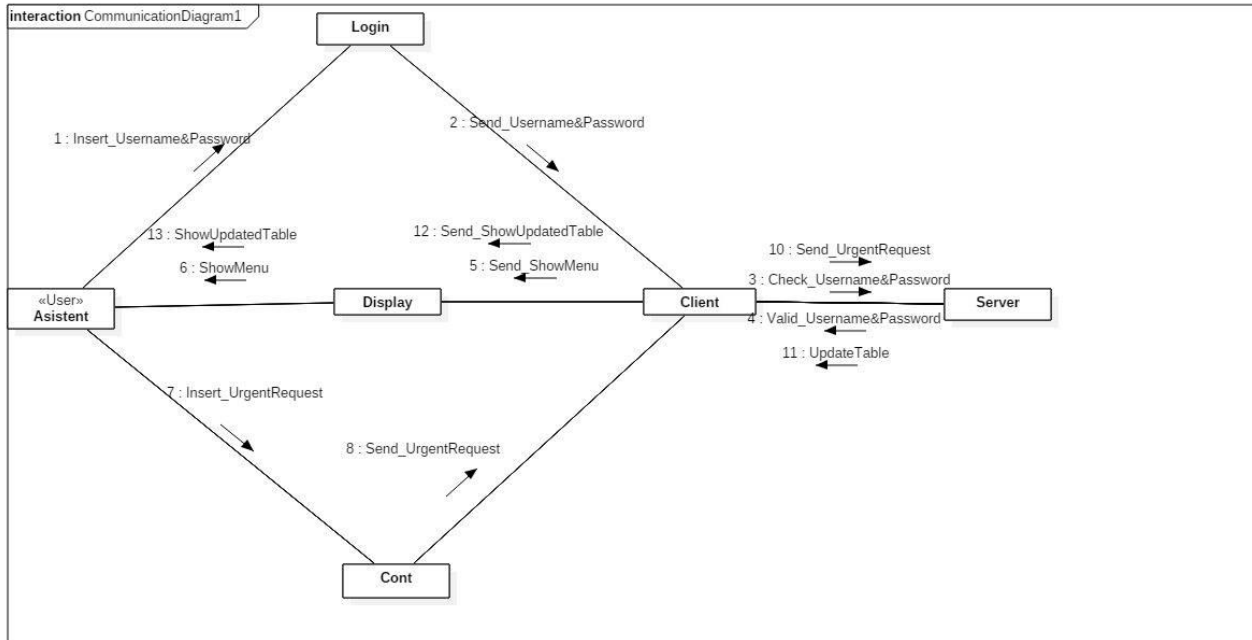 interaction CommunicationDiagram1
Login
1 : Insert_Username&Password
2 : Send_Username&Password
13 : ShowUpdatedTable
12 : Send_ShowUpdatedTable
10 : Send_UrgentRequest
6 : ShowMenu
5 : Send_ShowMenu
3 : Check_Username&Password
«User»
Asistent
Display
Client
Server
4 : Valid_Username&Password
11 : UpdateTable
7 : Insert_UrgentRequest
8 : Send_UrgentRequest
Cont